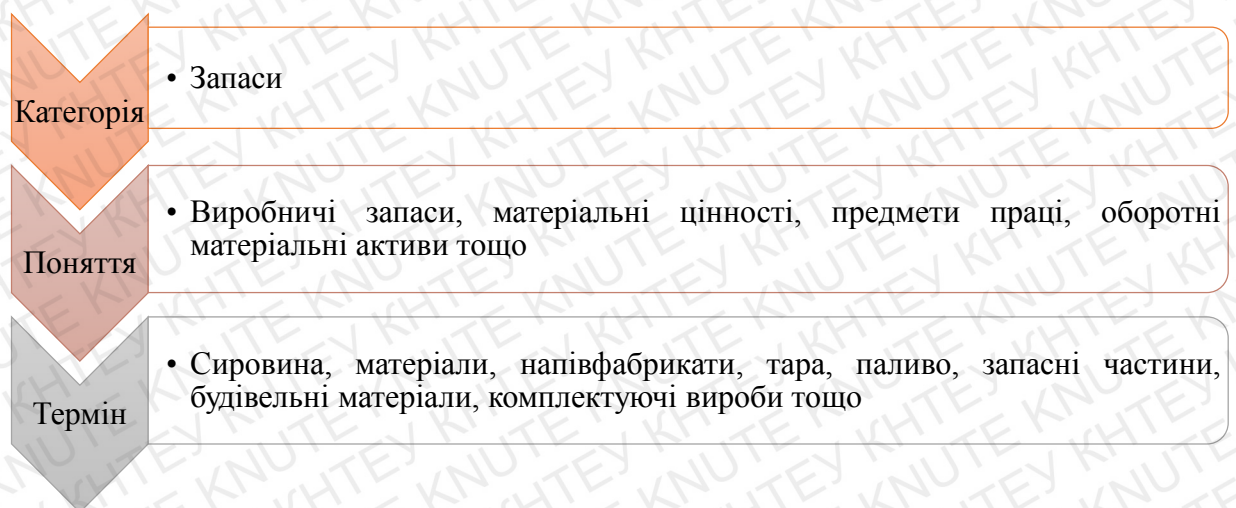 Категорія
• Запаси
Поняття
• Виробничі запаси, матеріальні цінності, предмети праці, оборотні
матеріальні активи тощо
Термін
• Сировина, матеріали, напівфабрикати, тара, паливо, запасні частини,
будівельні матеріали, комплектуючі вироби тощо